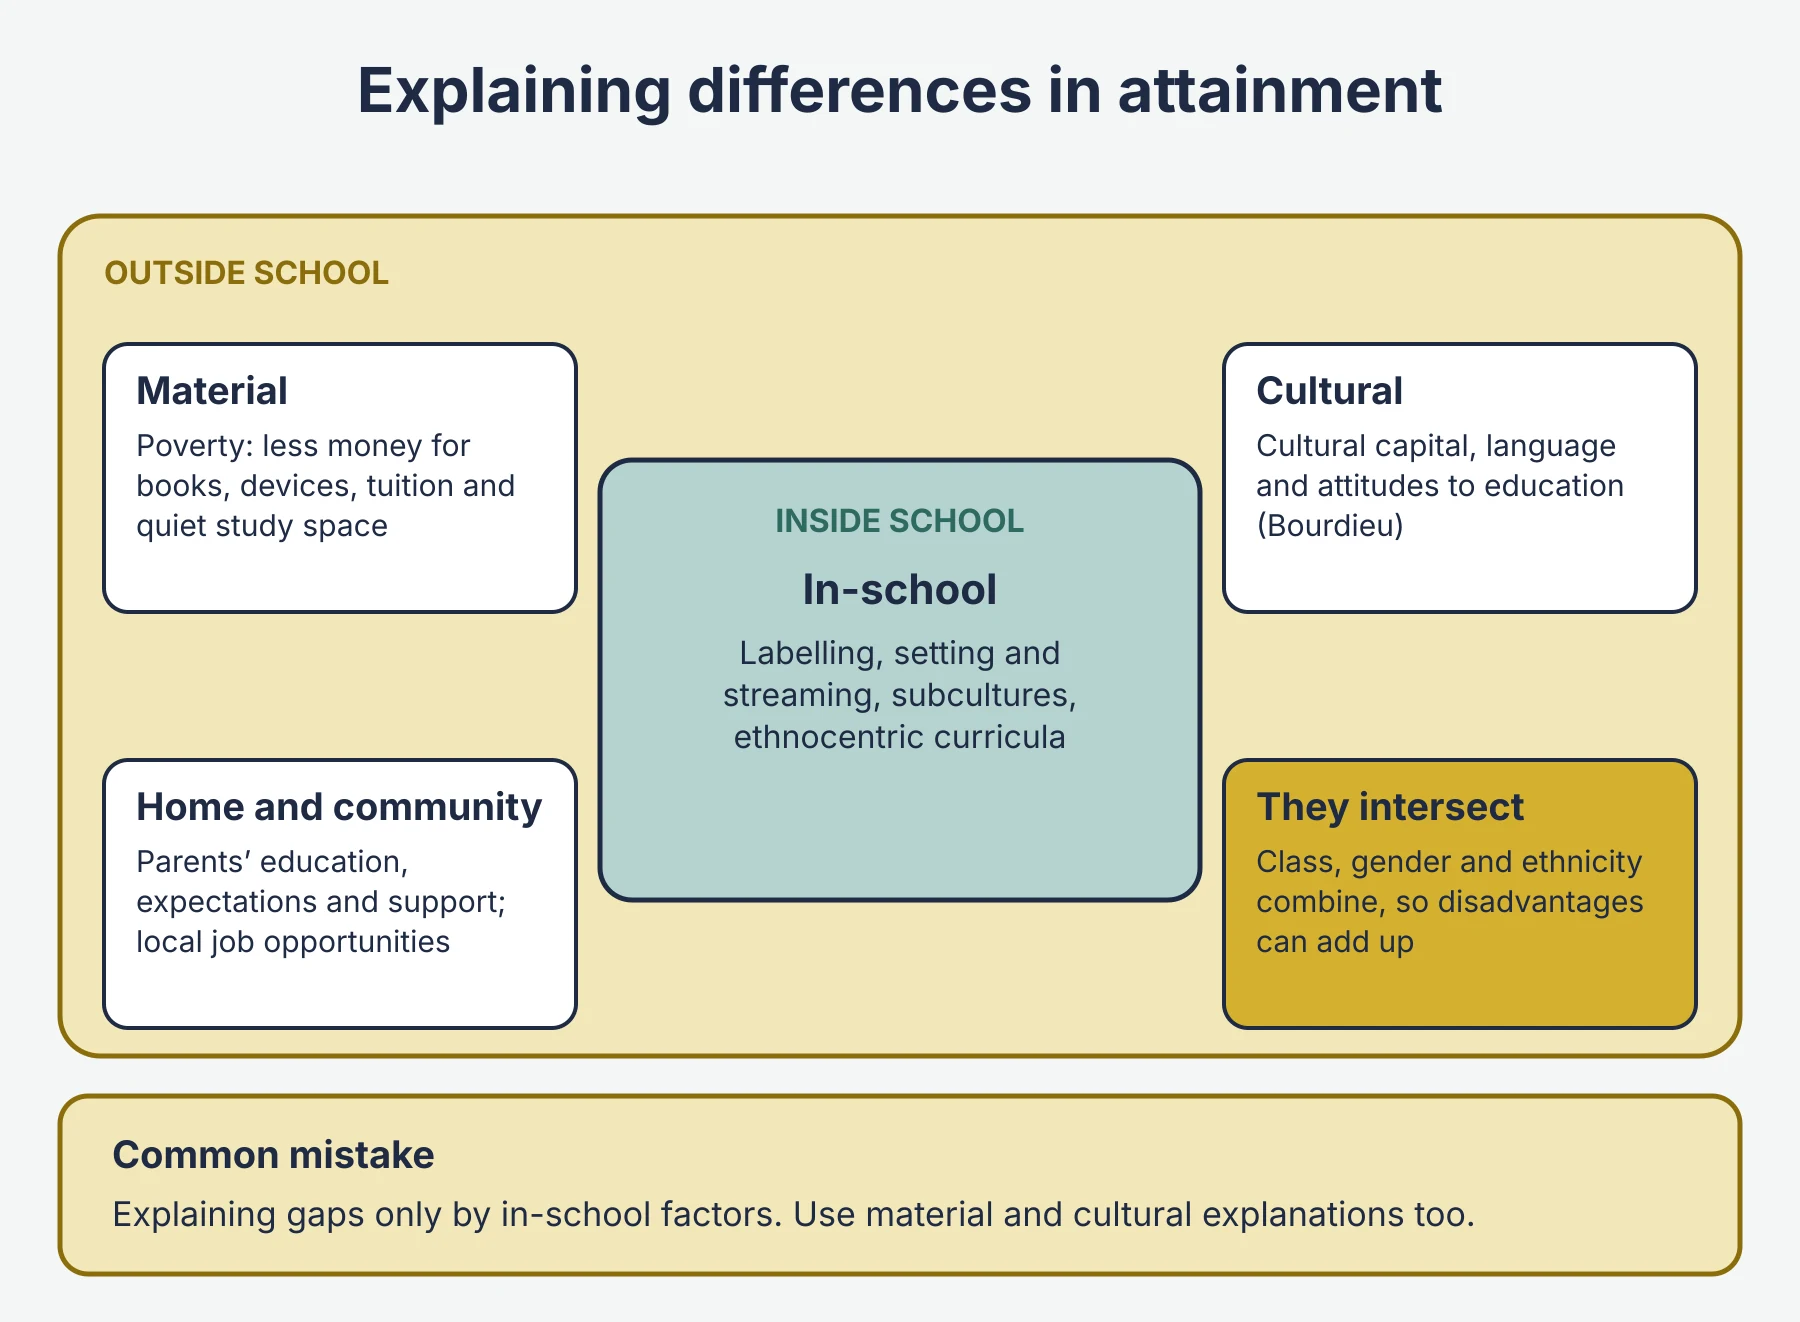 Explaining differences in attainment
OUTSIDE SCHOOL
Material
Poverty: less money for
books, devices, tuition and
quiet study space
Cultural
Cultural capital, language
and attitudes to education
(Bourdieu)
INSIDE SCHOOL
In-school
Labelling, setting and
streaming, subcultures,
ethnocentric curricula
Home and community
Parents’ education,
expectations and support;
local job opportunities
They intersect
Class, gender and ethnicity
combine, so disadvantages
can add up
Common mistake
Explaining gaps only by in-school factors. Use material and cultural explanations too.